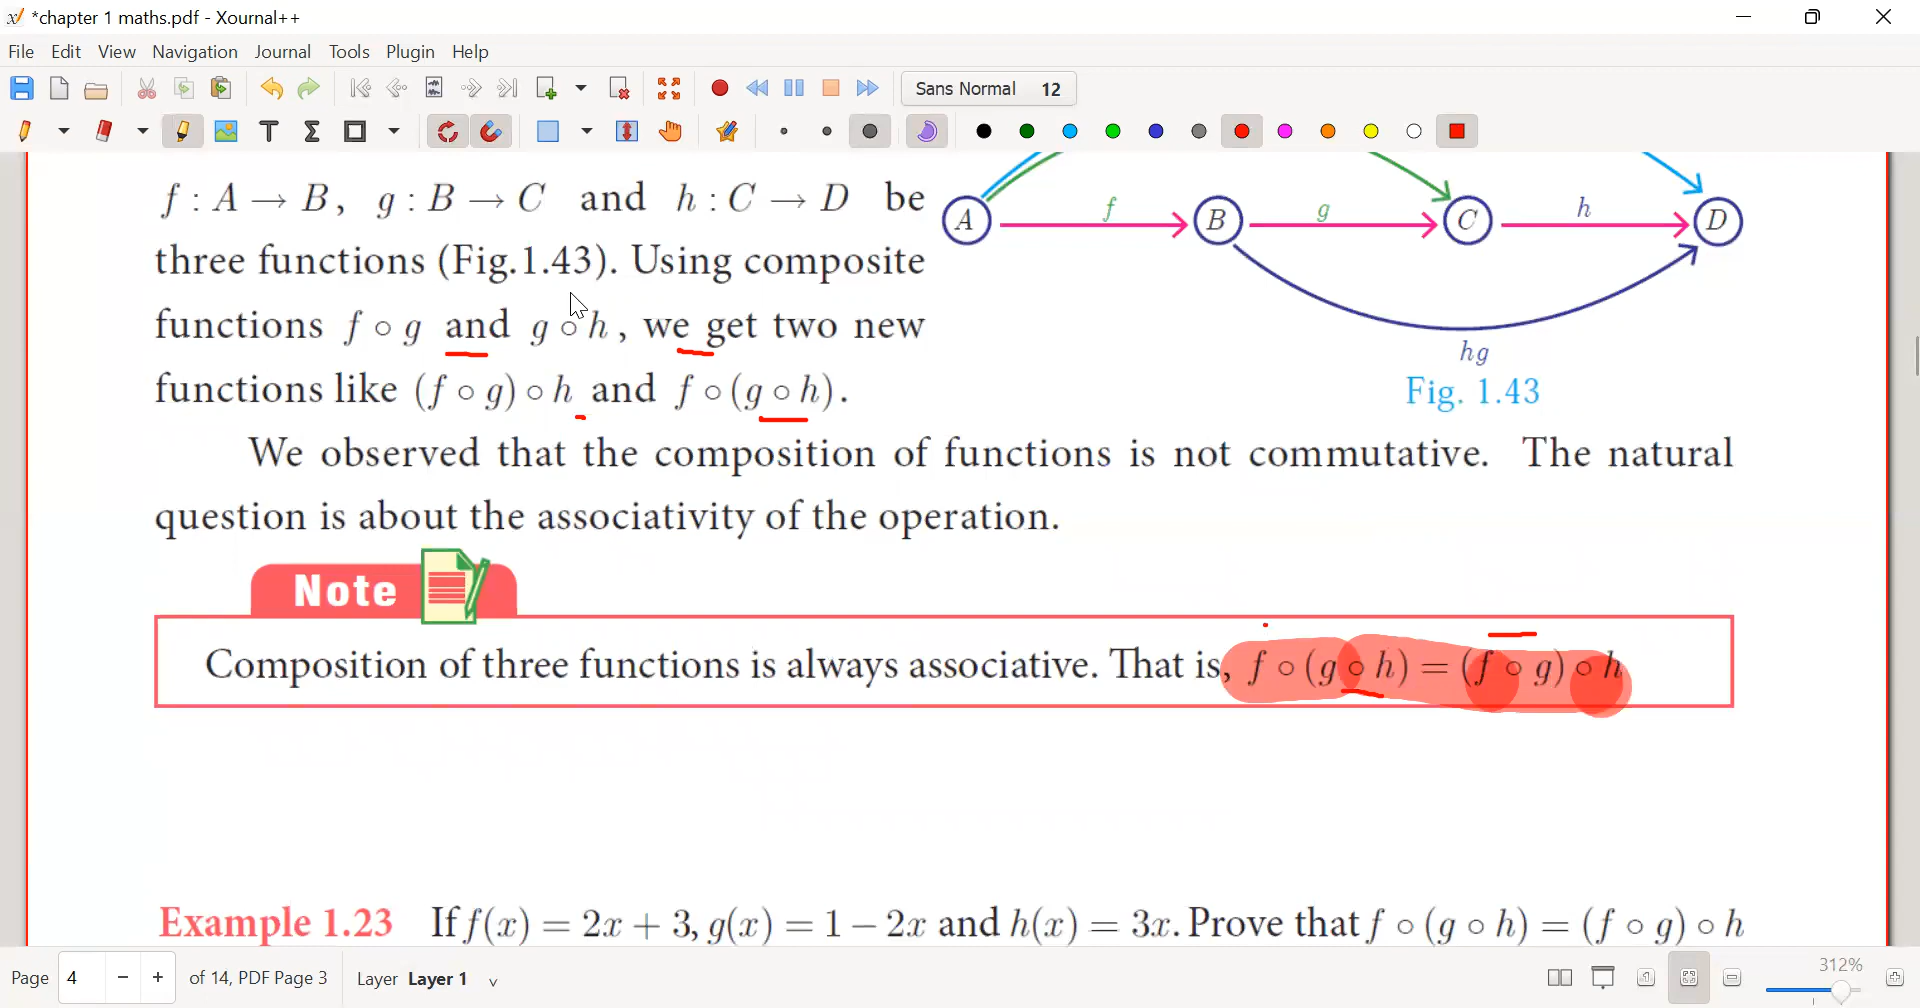 *chapter 1 maths.pdf - Xournal++
File Edit View Navigation Journal Tools Plugin Help
Sans Normal 12
f : A → B, g : B → C and h : C → D be
three functions (Fig.1.43). Using composite
functions f ∘ g and g ∘ h , we get two new
functions like (f ∘ g) ∘ h and f ∘ (g ∘ h).
A f B g C h D
hg
Fig. 1.43
We observed that the composition of functions is not commutative. The natural
question is about the associativity of the operation.
Note
Composition of three functions is always associative. That is, f ∘ (g ∘ h) = (f ∘ g) ∘ h
Example 1.23 If f(x) = 2x + 3, g(x) = 1 − 2x and h(x) = 3x. Prove that f ∘ (g ∘ h) = (f ∘ g) ∘ h
Page 4 − + of 14, PDF Page 3 Layer Layer 1 312%